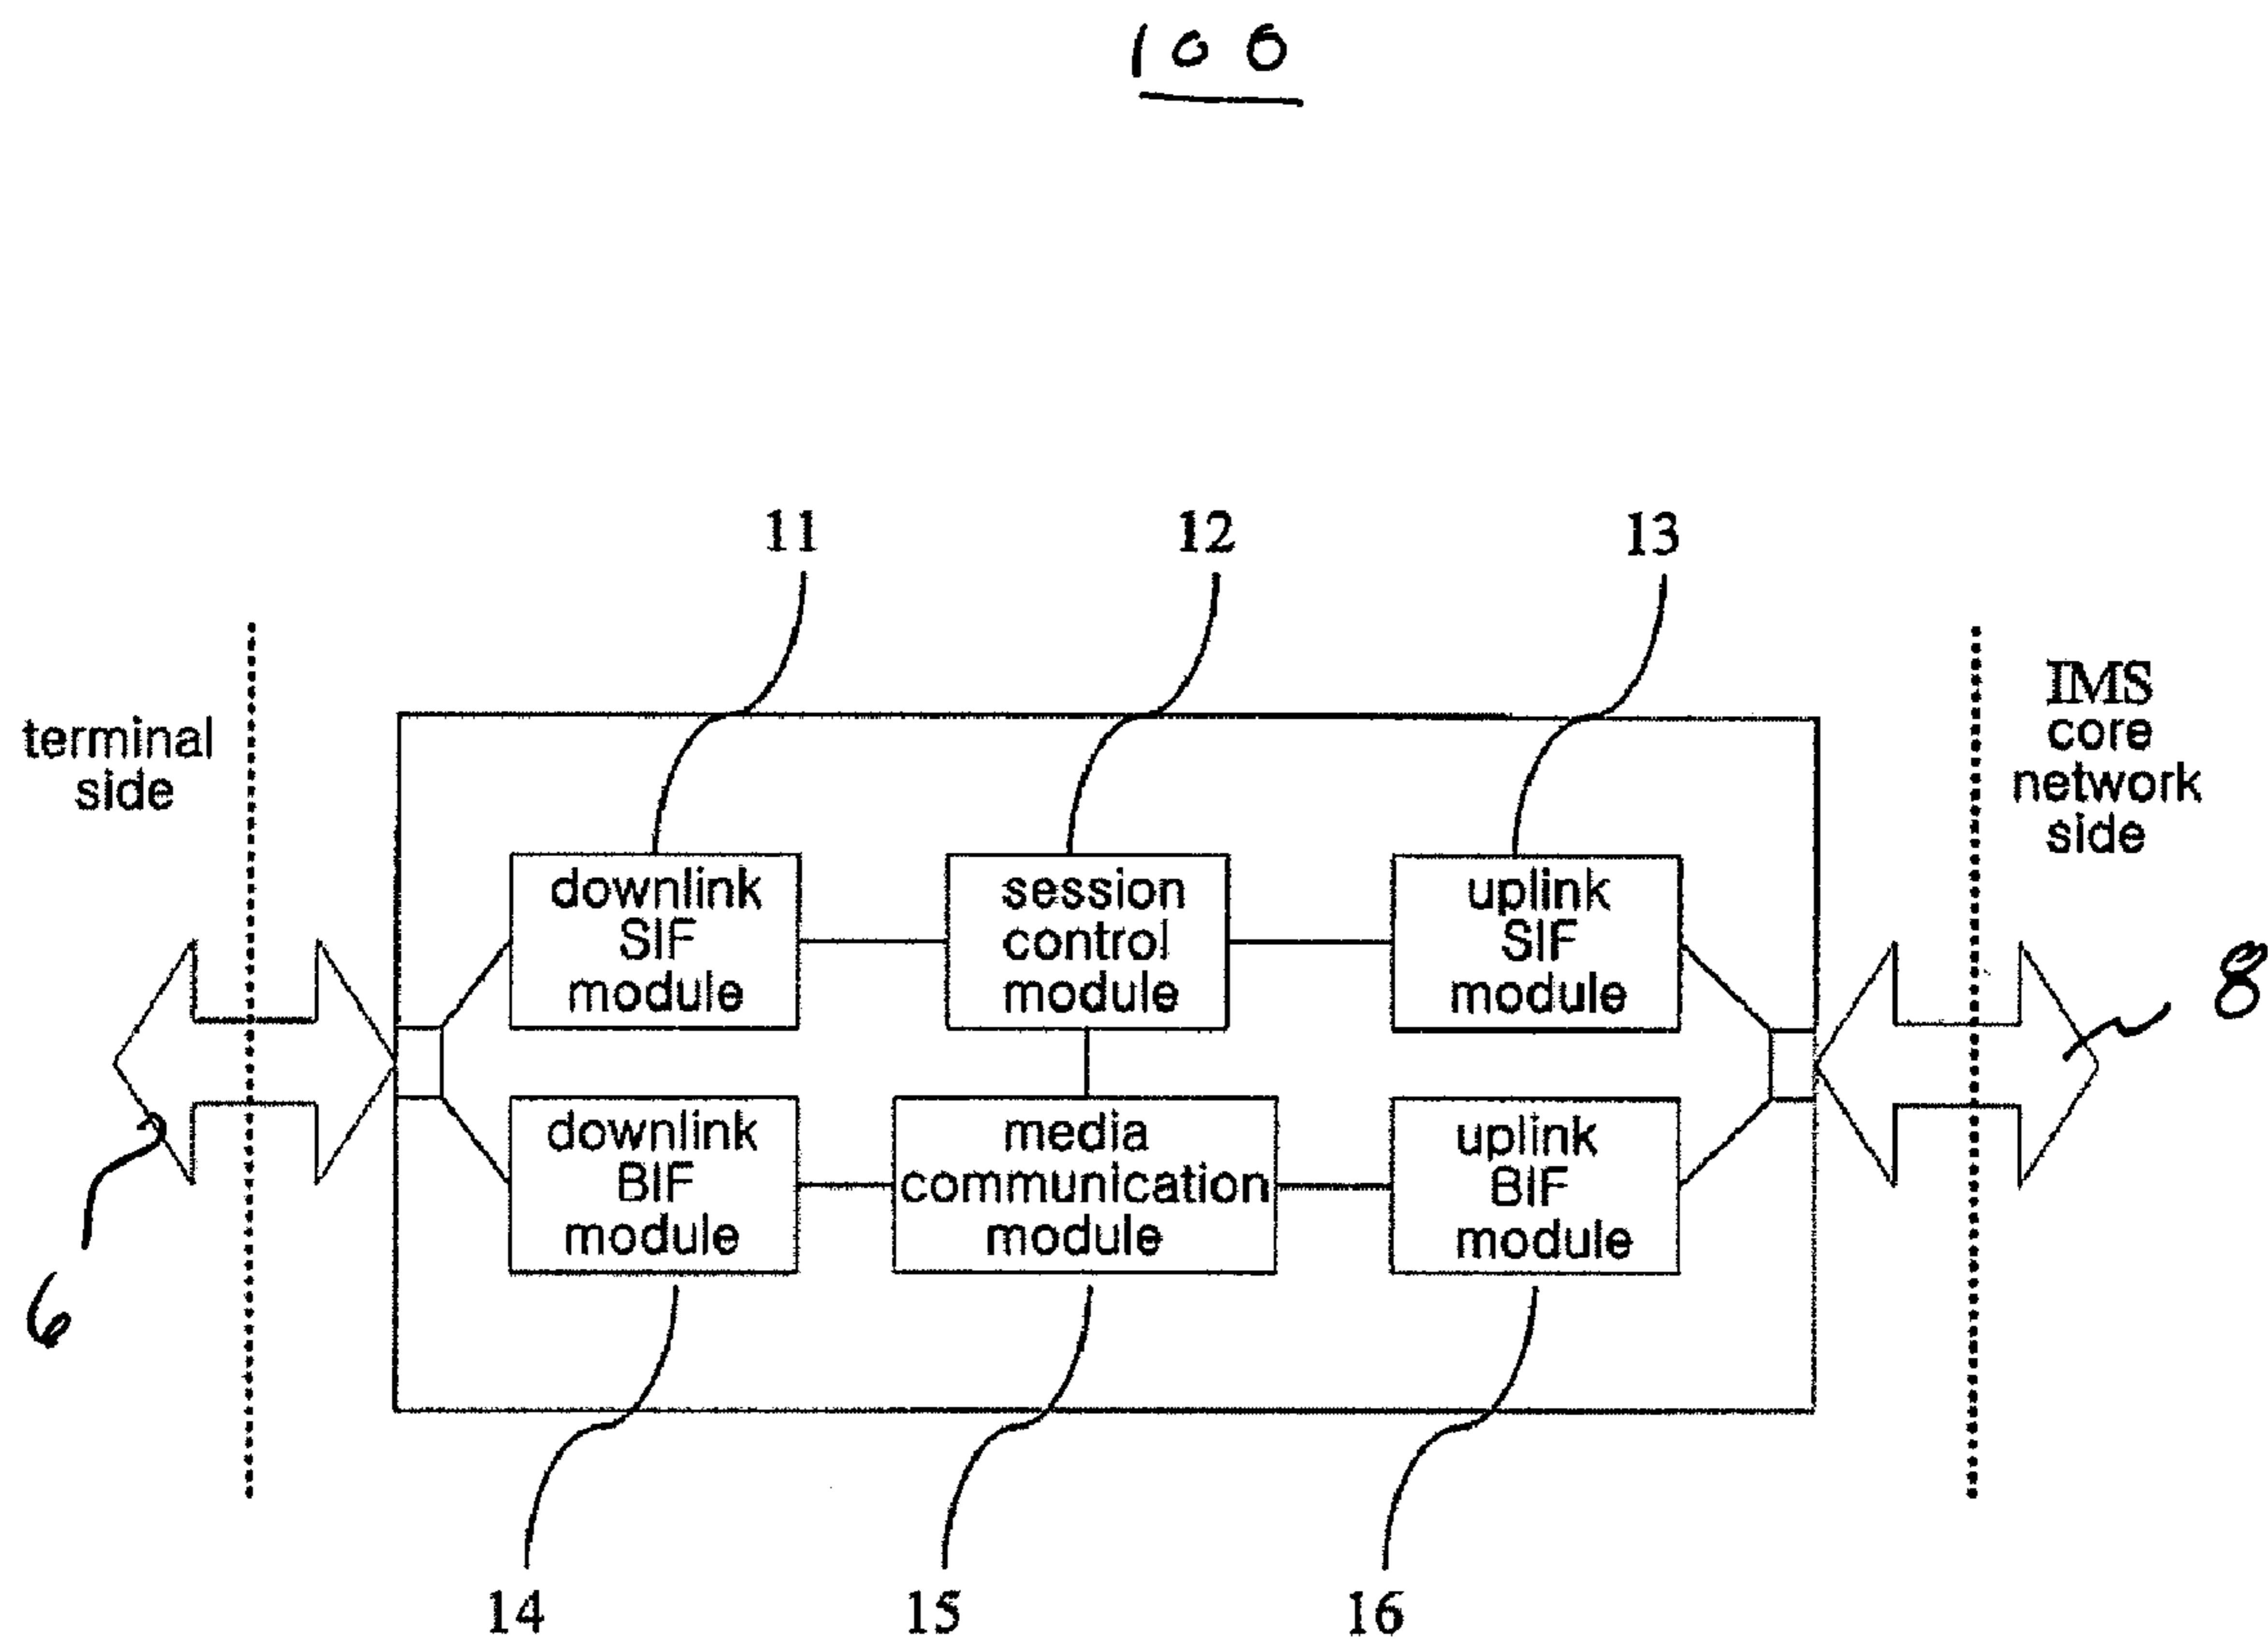 100
11
12
13
terminal
side
IMS
core
network
side
downlink
SIF
module
session
control
module
uplink
SIF
module
8
downlink
BIF
module
media
communication
module
uplink
BIF
module
6
14
15
16